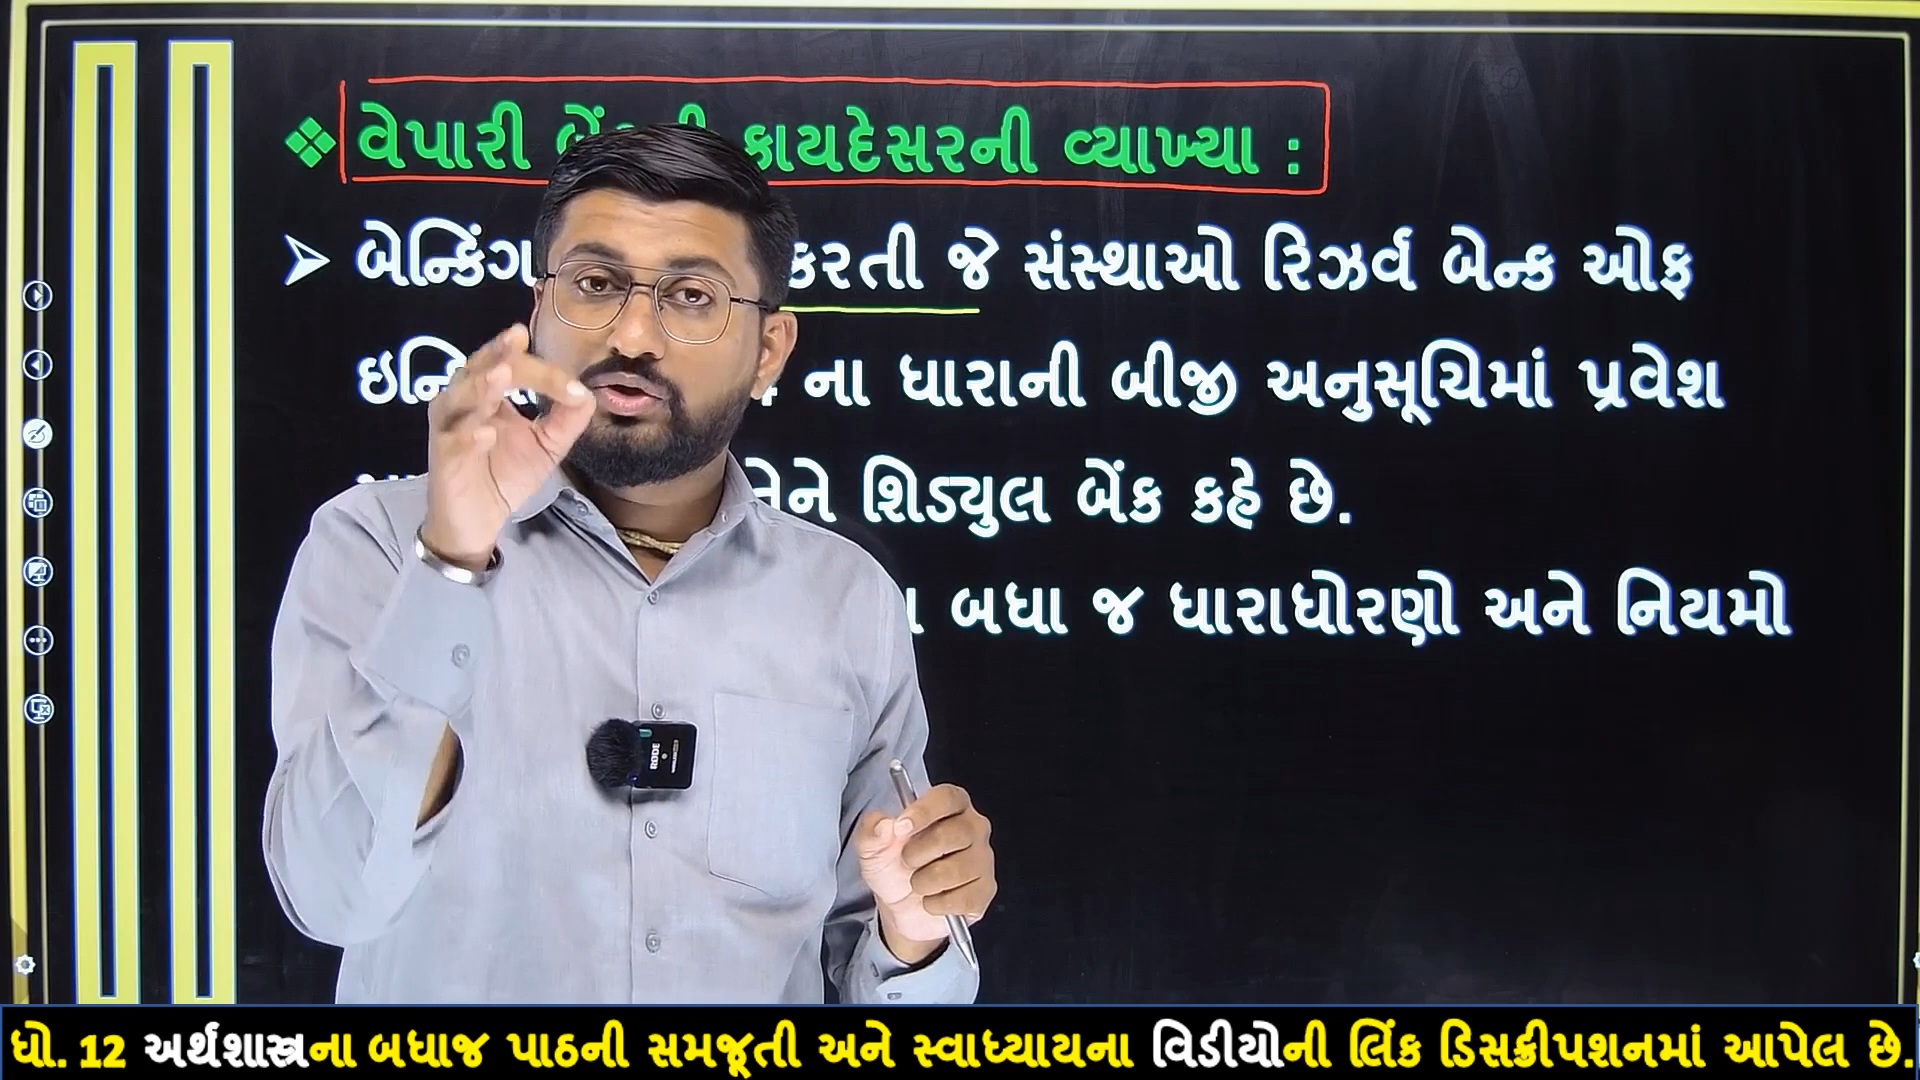 વેપારી કાયદેસરની વ્યાખ્યા :
બેન્કિંગ કરતી જે સંસ્થાઓ રિઝર્વ બેન્ક ઓફ
ના ધારાની બીજી અનુસૂચિમાં પ્રવેશ
શિડ્યુલ બેંક કહે છે.
બધા જ ધારાધોરણો અને નિયમો
RODE
ધો. 12 અર્થશાસ્ત્રના બધાજ પાઠની સમજૂતી અને સ્વાધ્યાયના વિડીયોની લિંક ડિસક્રીપશનમાં આપેલ છે.